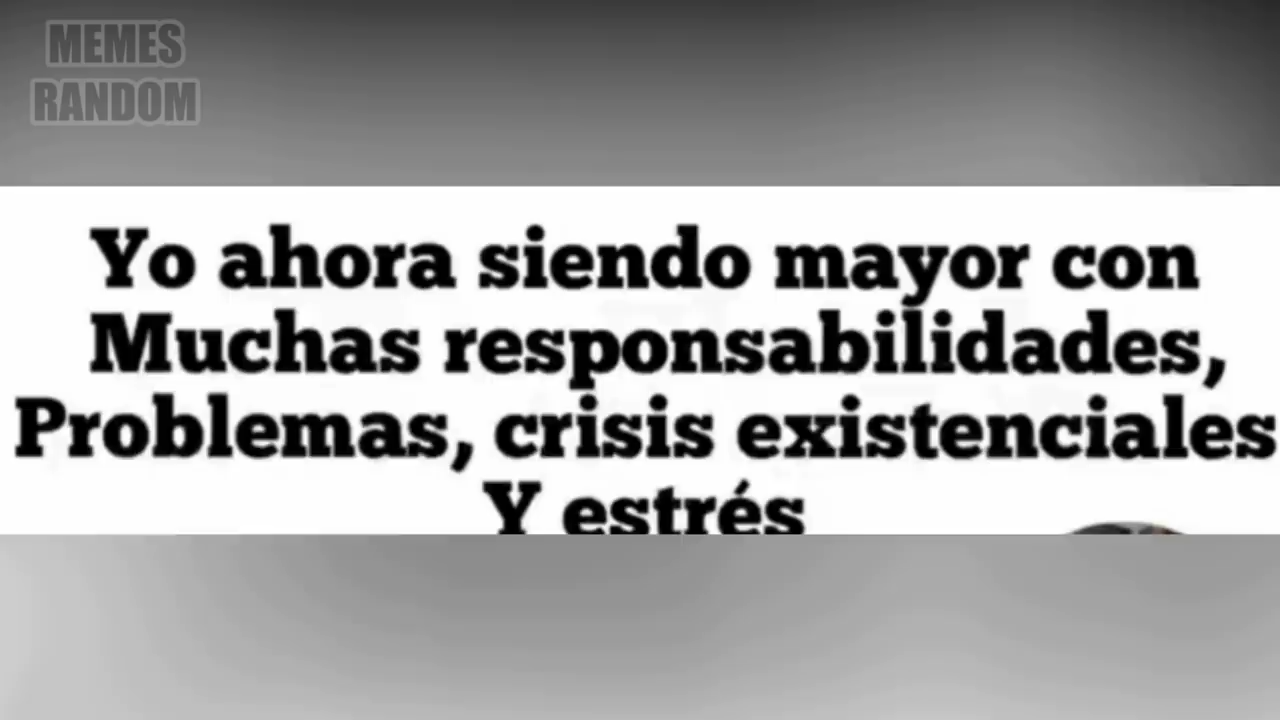 MEMES
RANDOM
Yo ahora siendo mayor con
Muchas responsabilidades,
Problemas, crisis existenciales
Y estrés